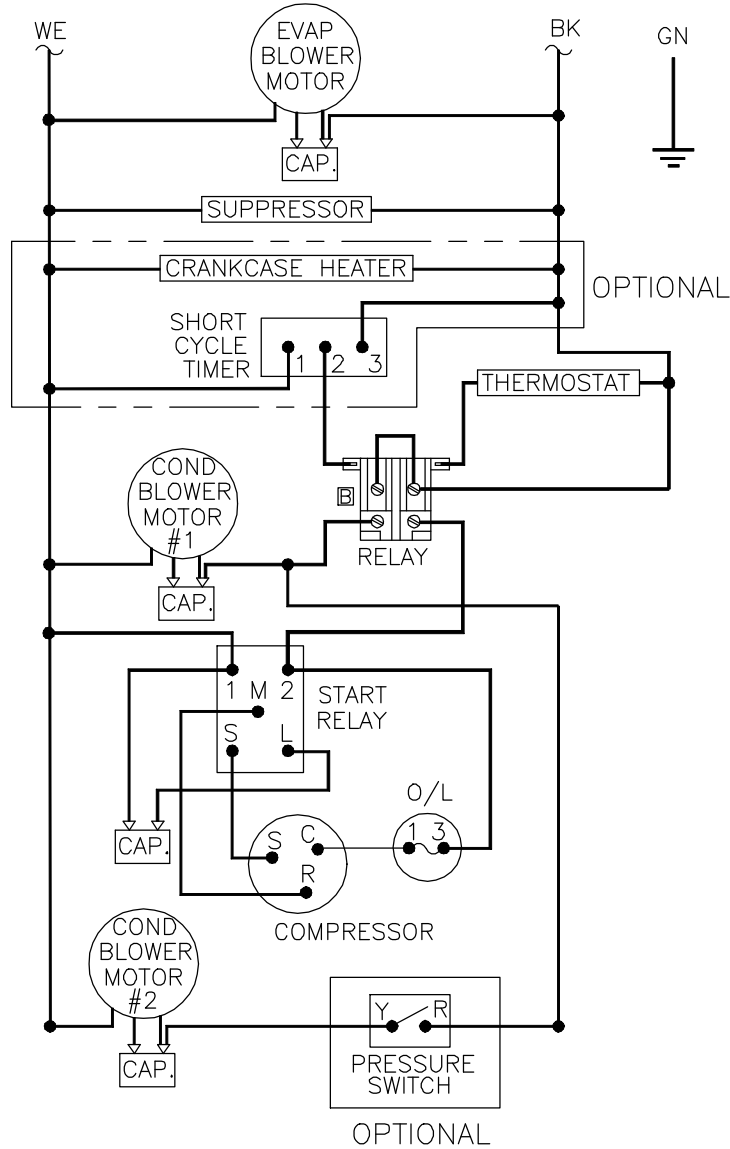 WE
BK
GN
EVAP
BLOWER
MOTOR
CAP.
SUPPRESSOR
CRANKCASE HEATER
OPTIONAL
SHORT
CYCLE
TIMER
1 2 3
THERMOSTAT
COND
BLOWER
MOTOR
#1
B
RELAY
CAP.
1 M 2
START
RELAY
S L
O/L
CAP.
S C
1 3
R
COMPRESSOR
COND
BLOWER
MOTOR
#2
Y R
CAP.
PRESSURE
SWITCH
OPTIONAL